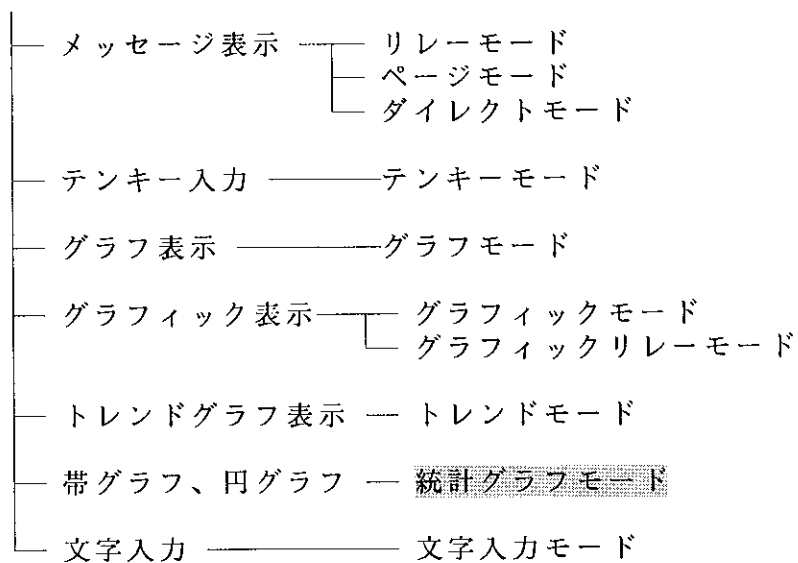 メッセージ表示 リレーモード
ページモード
ダイレクトモード
テンキー入力 テンキーモード
グラフ表示 グラフモード
グラフィック表示 グラフィックモード
グラフィックリレーモード
トレンドグラフ表示 トレンドモード
帯グラフ、円グラフ 統計グラフモード
文字入力 文字入力モード